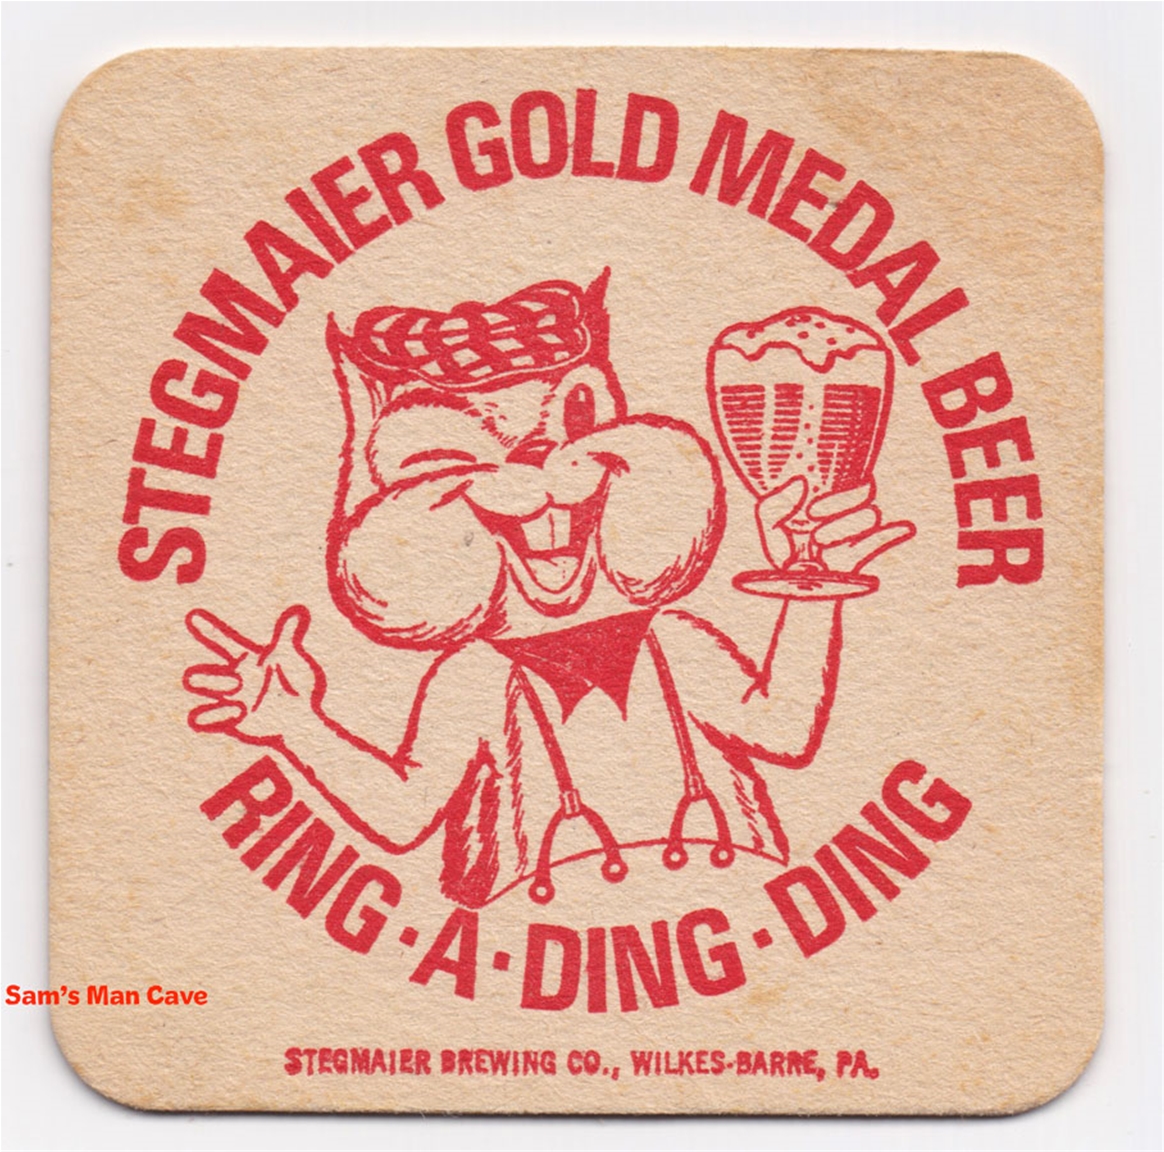 STEGMAIER GOLD MEDAL BEER
RING·A·DING·DING
Sam's Man Cave
STEGMAIER BREWING CO., WILKES-BARRE, PA.